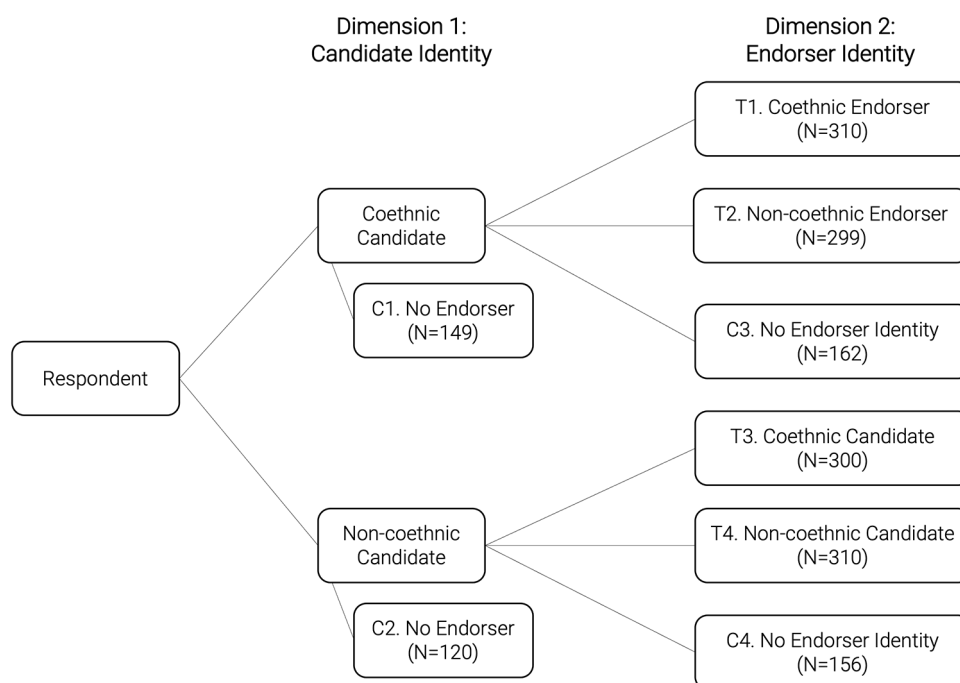 Dimension 1:
Candidate Identity
Dimension 2:
Endorser Identity
T1. Coethnic Endorser
(N=310)
Coethnic
Candidate
T2. Non-coethnic Endorser
(N=299)
C1. No Endorser
(N=149)
C3. No Endorser Identity
(N=162)
Respondent
T3. Coethnic Candidate
(N=300)
Non-coethnic
Candidate
T4. Non-coethnic Candidate
(N=310)
C2. No Endorser
(N=120)
C4. No Endorser Identity
(N=156)